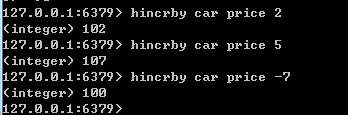 127.0.0.1:6379> hincrby car price 2
(integer) 102
127.0.0.1:6379> hincrby car price 5
(integer) 107
127.0.0.1:6379> hincrby car price -7
(integer) 100
127.0.0.1:6379>